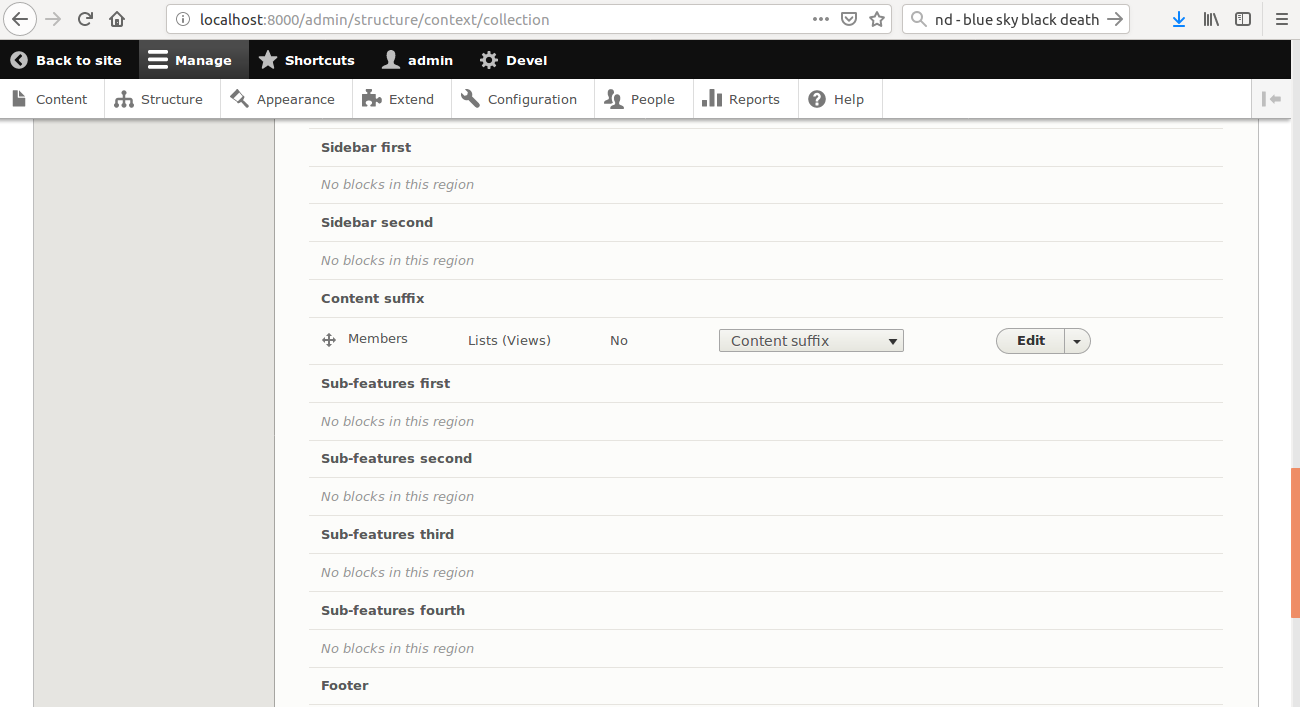 localhost:8000/admin/structure/context/collection
nd - blue sky black death
Back to site Manage Shortcuts admin Devel
Content Structure Appearance Extend Configuration People Reports Help
Sidebar first
No blocks in this region
Sidebar second
No blocks in this region
Content suffix
Members Lists (Views) No Content suffix Edit
Sub-features first
No blocks in this region
Sub-features second
No blocks in this region
Sub-features third
No blocks in this region
Sub-features fourth
No blocks in this region
Footer